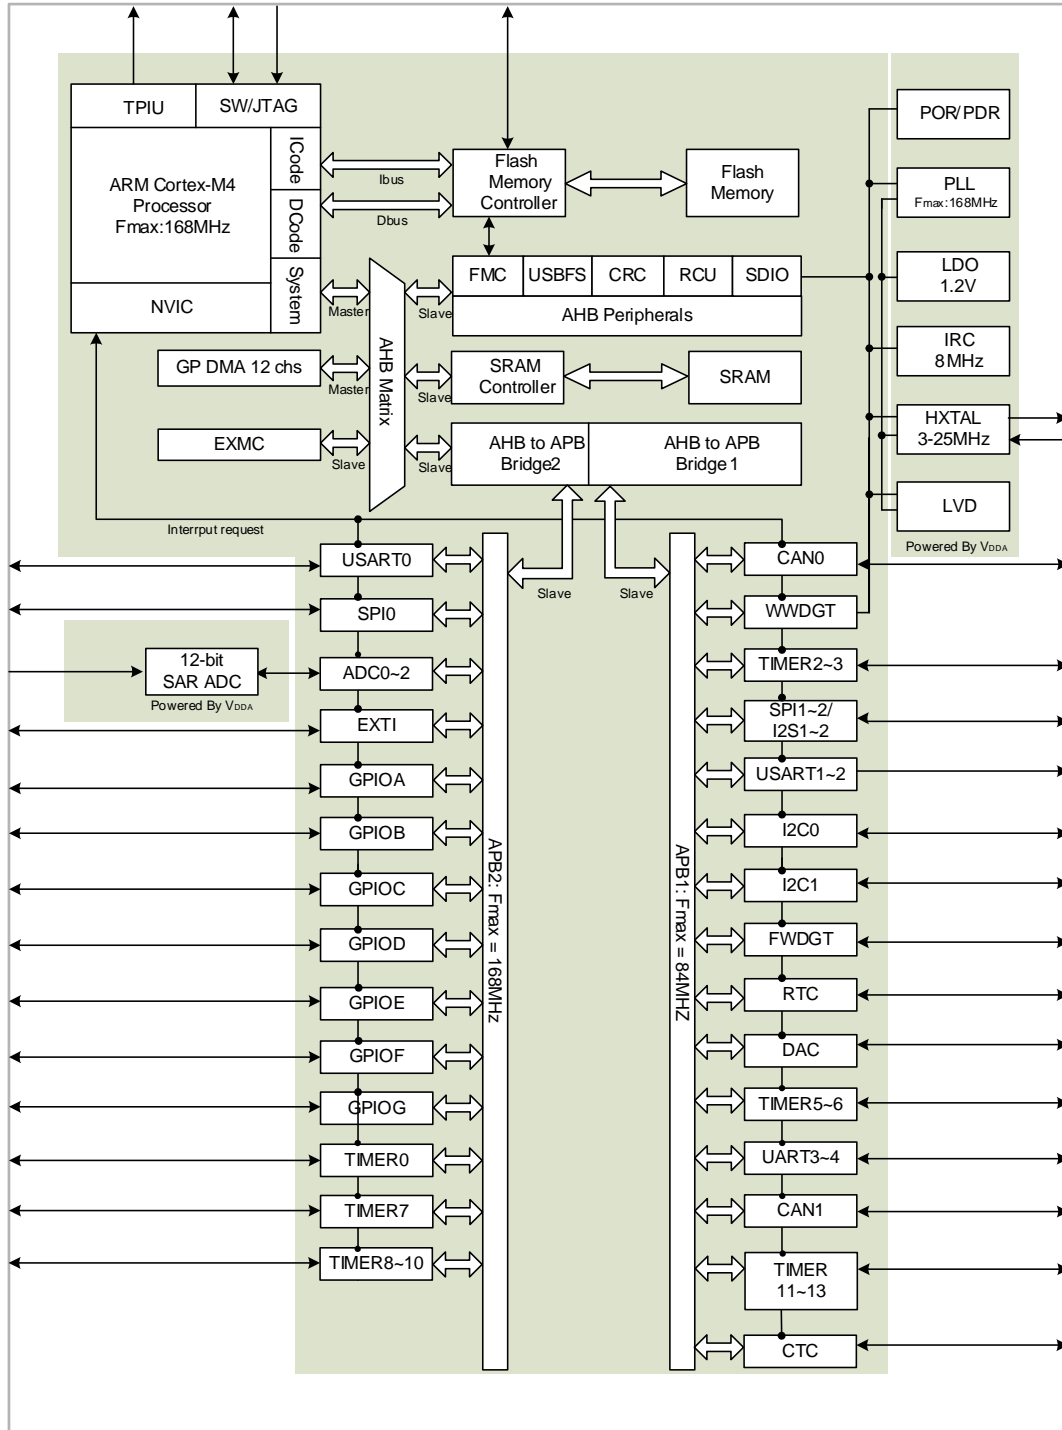 TPIU
SW/JTAG
ARM Cortex-M4
Processor
Fmax:168MHz
ICode
DCode
System
NVIC
Ibus
Dbus
Flash
Memory
Controller
Flash
Memory
FMC
USBFS
CRC
RCU
SDIO
AHB Peripherals
Master
Slave
GP DMA 12 chs
Master
AHB Matrix
Slave
SRAM
Controller
SRAM
EXMC
Slave
Slave
AHB to APB
Bridge2
AHB to APB
Bridge 1
POR/PDR
PLL
Fmax:168MHz
LDO
1.2V
IRC
8MHz
HXTAL
3-25MHz
LVD
Powered By VDDA
Interrput request
Slave
Slave
USART0
SPI0
12-bit
SAR ADC
Powered By VDDA
ADC0~2
EXTI
GPIOA
GPIOB
GPIOC
GPIOD
GPIOE
GPIOF
GPIOG
TIMER0
TIMER7
TIMER8~10
APB2: Fmax = 168MHz
APB1: Fmax = 84MHZ
CAN0
WWDGT
TIMER2~3
SPI1~2/
I2S1~2
USART1~2
I2C0
I2C1
FWDGT
RTC
DAC
TIMER5~6
UART3~4
CAN1
TIMER
11~13
CTC